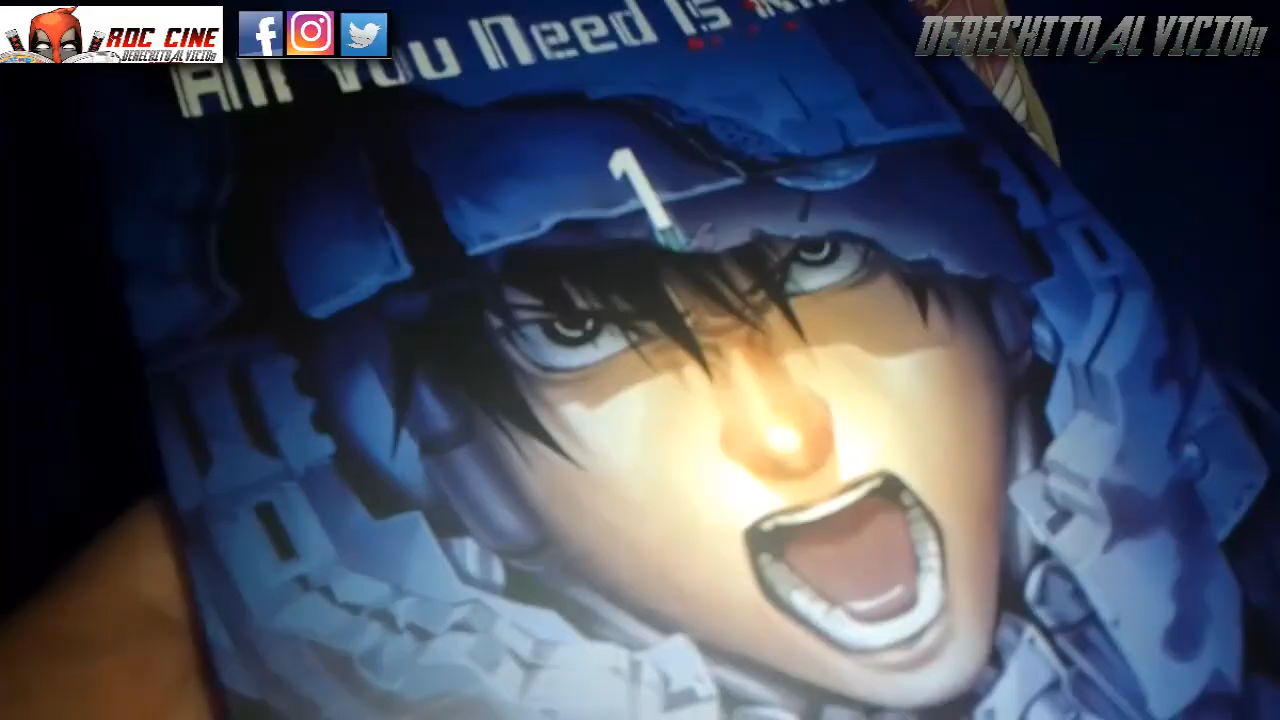 ROC CINE
DERECHITO AL VICIO!!
DERECHITO AL VICIO!!
All You Need Is
1